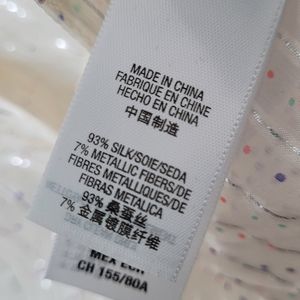 MADE IN CHINA
FABRIQUE EN CHINE
HECHO EN CHINA
中国制造
93% SILK/SOIE/SEDA
7% METALLIC FIBERS/DE
FIBRES METALLIQUES/DE
FIBRAS METALICA
93% 桑蚕丝
7% 金属镀膜纤维
MEX ECH
CH 155/80A